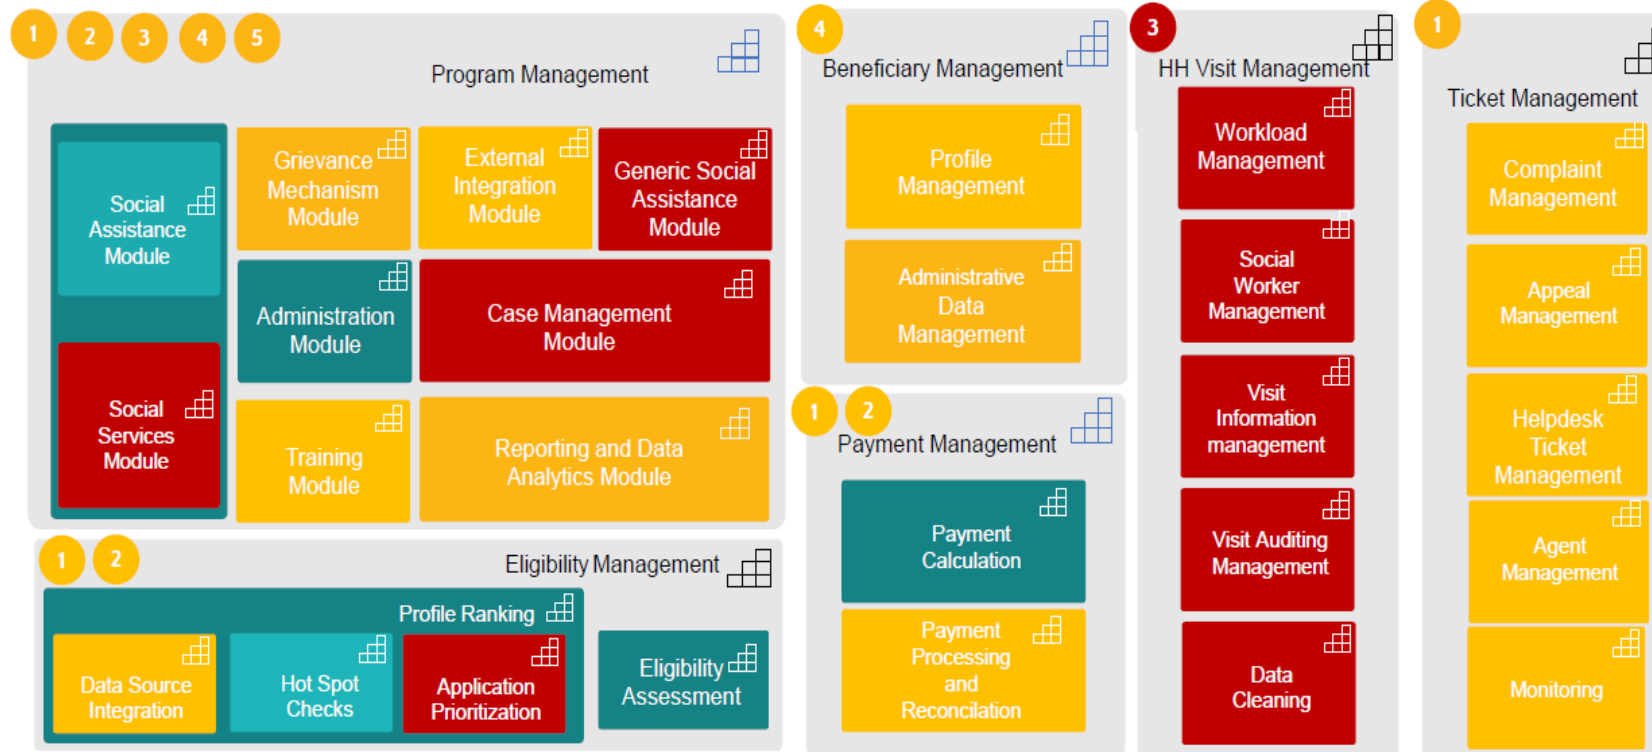 1 2 3 4 5
Program Management
Social
Assistance
Module
Social
Services
Module
Grievance
Mechanism
Module
External
Integration
Module
Generic Social
Assistance
Module
Administration
Module
Case Management
Module
Training
Module
Reporting and Data
Analytics Module
1 2
Eligibility Management
Profile Ranking
Data Source
Integration
Hot Spot
Checks
Application
Prioritization
Eligibility
Assessment
4
Beneficiary Management
Profile
Management
Administrative
Data
Management
1 2
Payment Management
Payment
Calculation
Payment
Processing
and
Reconcilation
3
HH Visit Management
Workload
Management
Social
Worker
Management
Visit
Information
management
Visit Auditing
Management
Data
Cleaning
1
Ticket Management
Complaint
Management
Appeal
Management
Helpdesk
Ticket
Management
Agent
Management
Monitoring